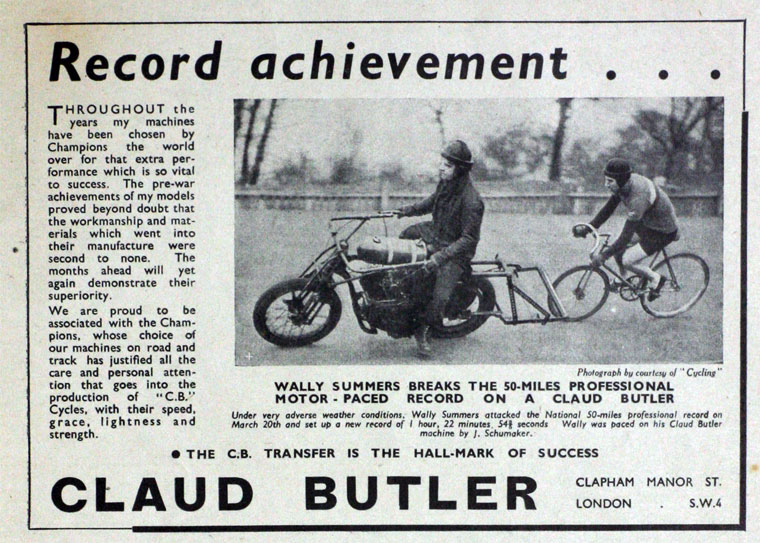 Record achievement . . .
THROUGHOUT the
years my machines
have been chosen by
Champions the world
over for that extra per-
formance which is so vital
to success. The pre-war
achievements of my models
proved beyond doubt that
the workmanship and mat-
erials which went into
their manufacture were
second to none. The
months ahead will yet
again demonstrate their
superiority.
We are proud to be
associated with the Cham-
pions, whose choice of
our machines on road and
track has justified all the
care and personal atten-
tion that goes into the
production of "C.B."
Cycles, with their speed,
grace, lightness and
strength.
Photograph by courtesy of "Cycling"
WALLY SUMMERS BREAKS THE 50-MILES PROFESSIONAL
MOTOR - PACED RECORD ON A CLAUD BUTLER
Under very adverse weather conditions, Wally Summers attacked the National 50-miles professional record on
March 20th and set up a new record of 1 hour, 22 minutes, 54⅘ seconds Wally was paced on his Claud Butler
machine by J. Schumaker.
● THE C.B. TRANSFER IS THE HALL-MARK OF SUCCESS
CLAUD BUTLER
CLAPHAM MANOR ST.
LONDON . S.W.4